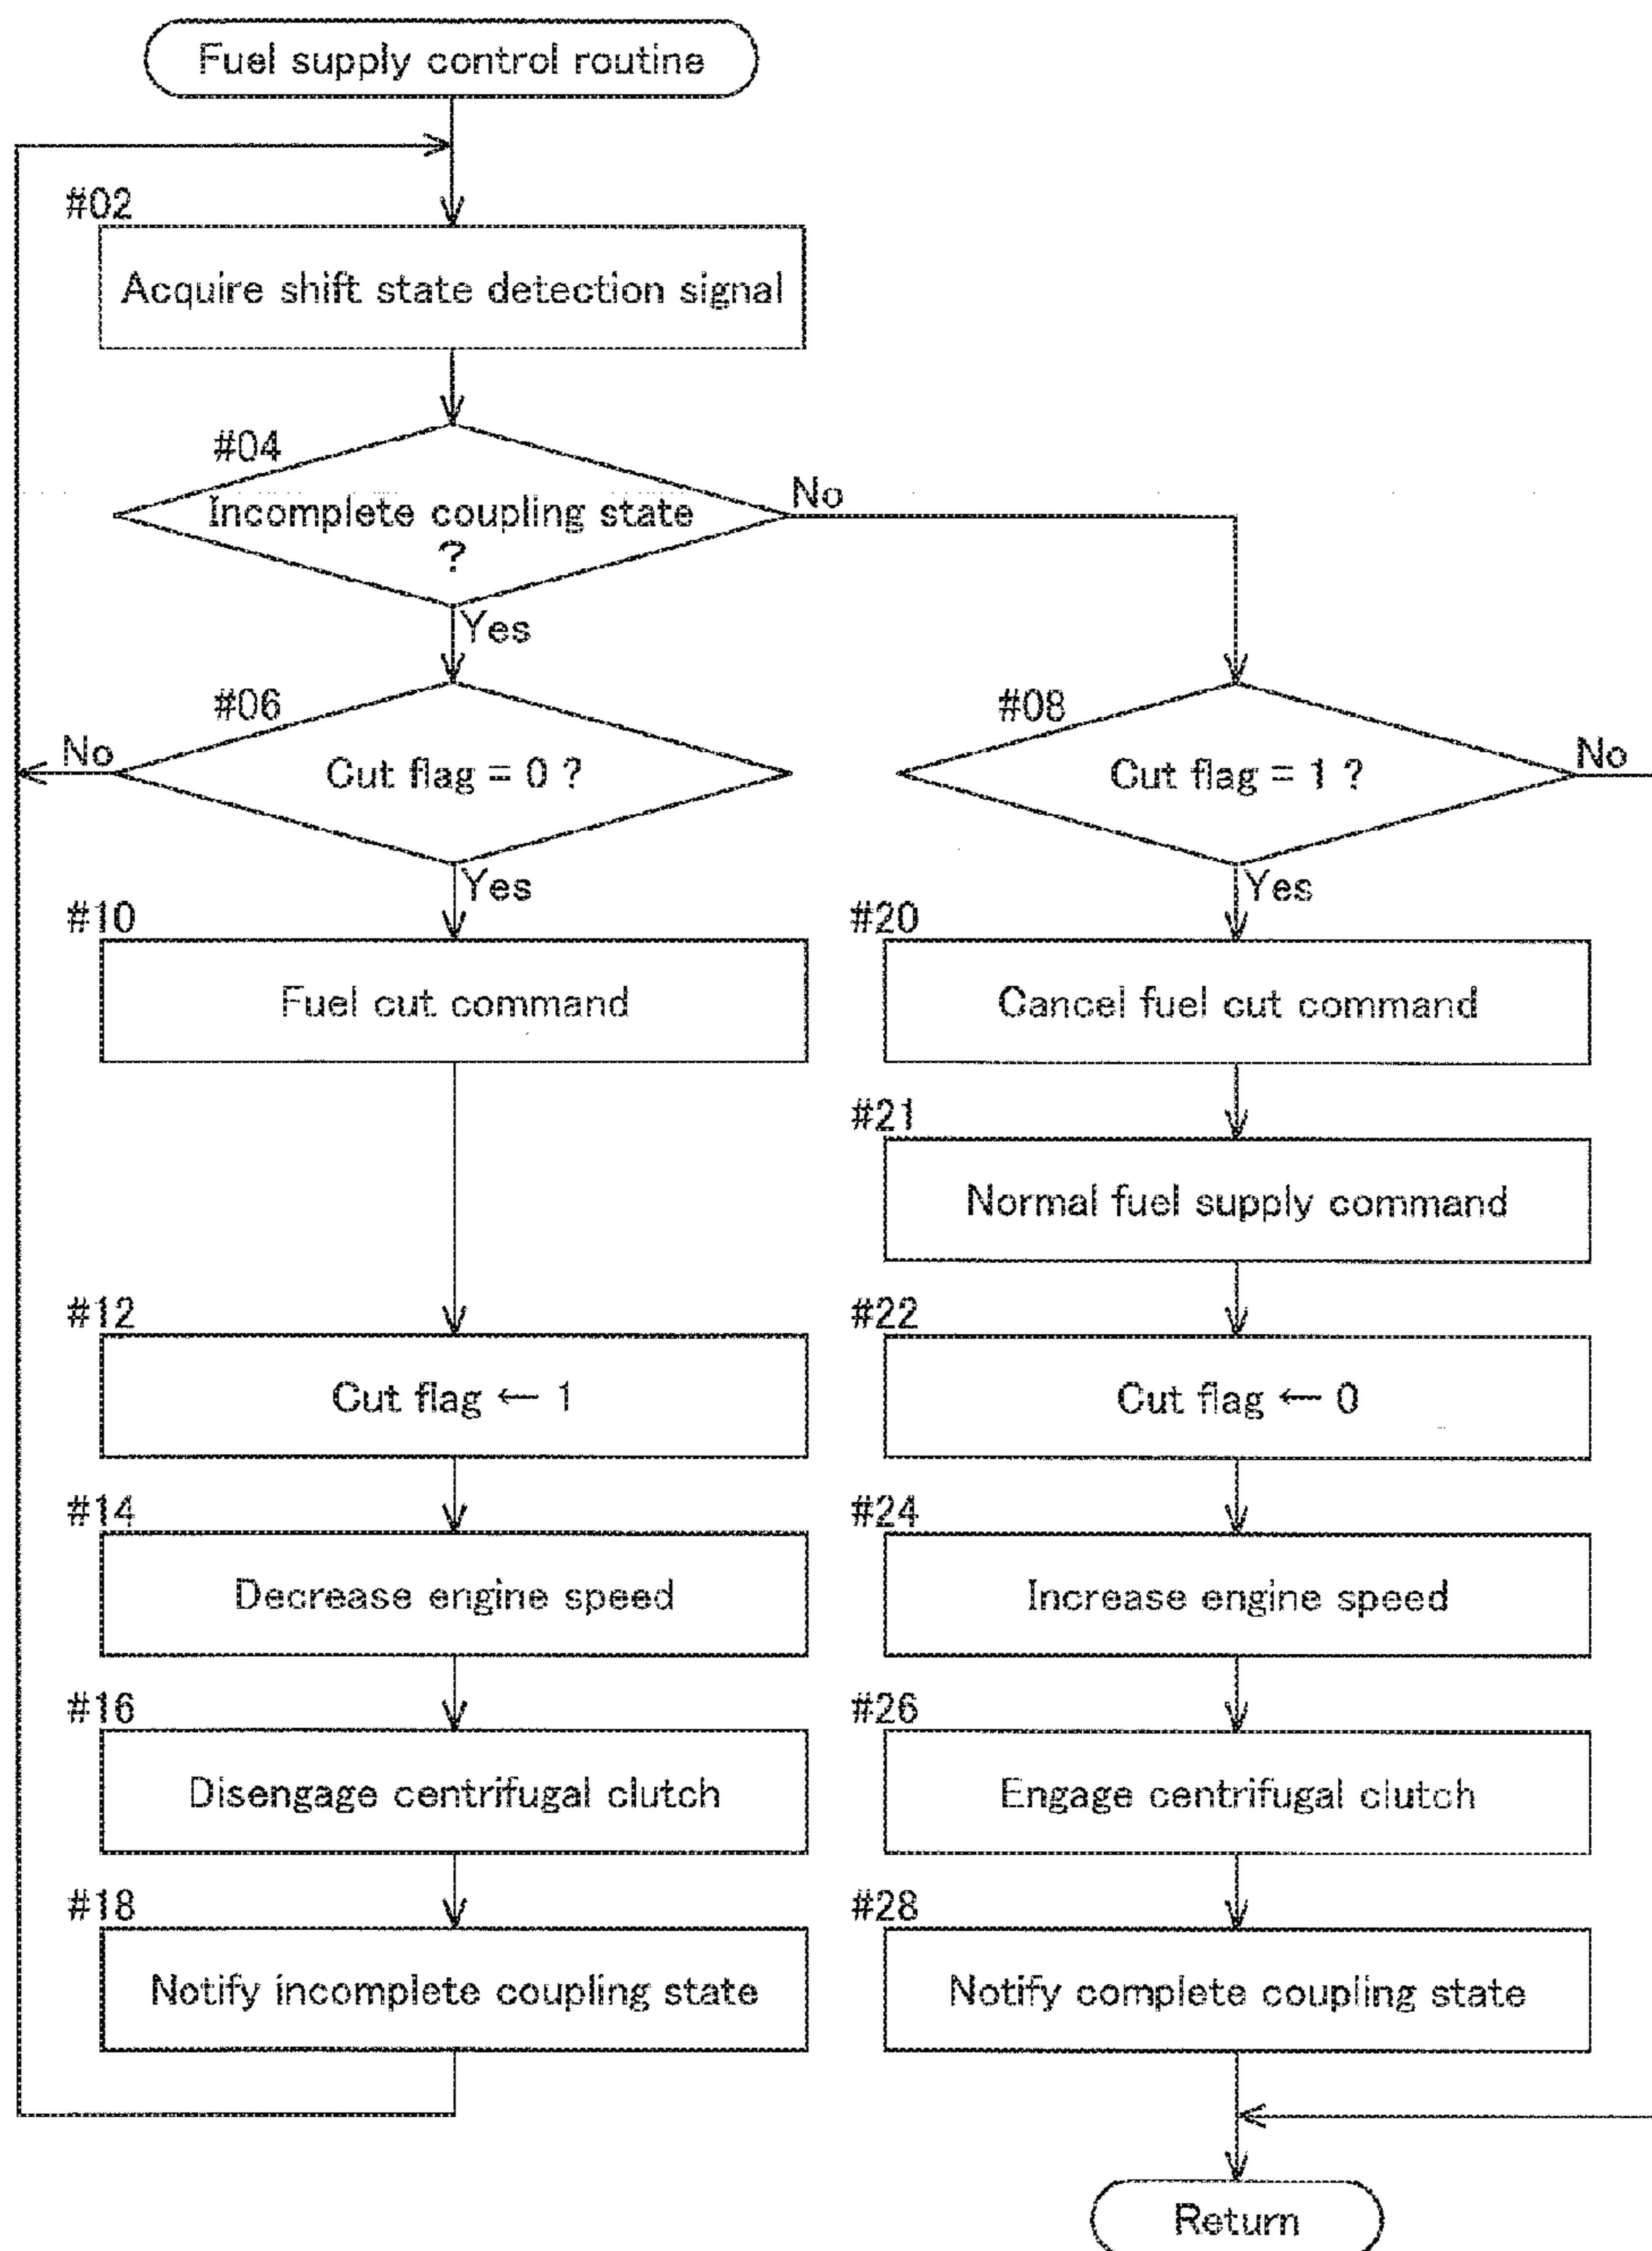 Fuel supply control routine
#02
Acquire shift state detection signal
#04
Incomplete coupling state
?
No
Yes
#06
Cut flag = 0 ?
No
Yes
#08
Cut flag = 1 ?
No
Yes
#10
Fuel cut command
#20
Cancel fuel cut command
#21
Normal fuel supply command
#12
Cut flag ← 1
#22
Cut flag ← 0
#14
Decrease engine speed
#24
Increase engine speed
#16
Disengage centrifugal clutch
#26
Engage centrifugal clutch
#18
Notify incomplete coupling state
#28
Notify complete coupling state
Return